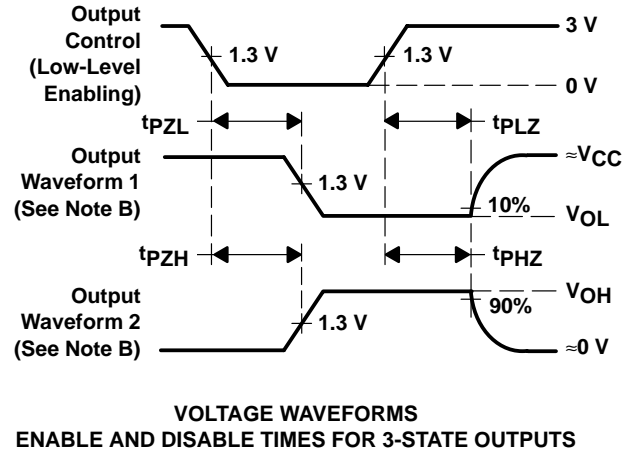 Output
Control
(Low-Level
Enabling)
1.3 V
1.3 V
3 V
0 V
tPZL
tPLZ
Output
Waveform 1
(See Note B)
1.3 V
≈VCC
10%
VOL
tPZH
tPHZ
Output
Waveform 2
(See Note B)
1.3 V
VOH
90%
≈0 V
VOLTAGE WAVEFORMS
ENABLE AND DISABLE TIMES FOR 3-STATE OUTPUTS